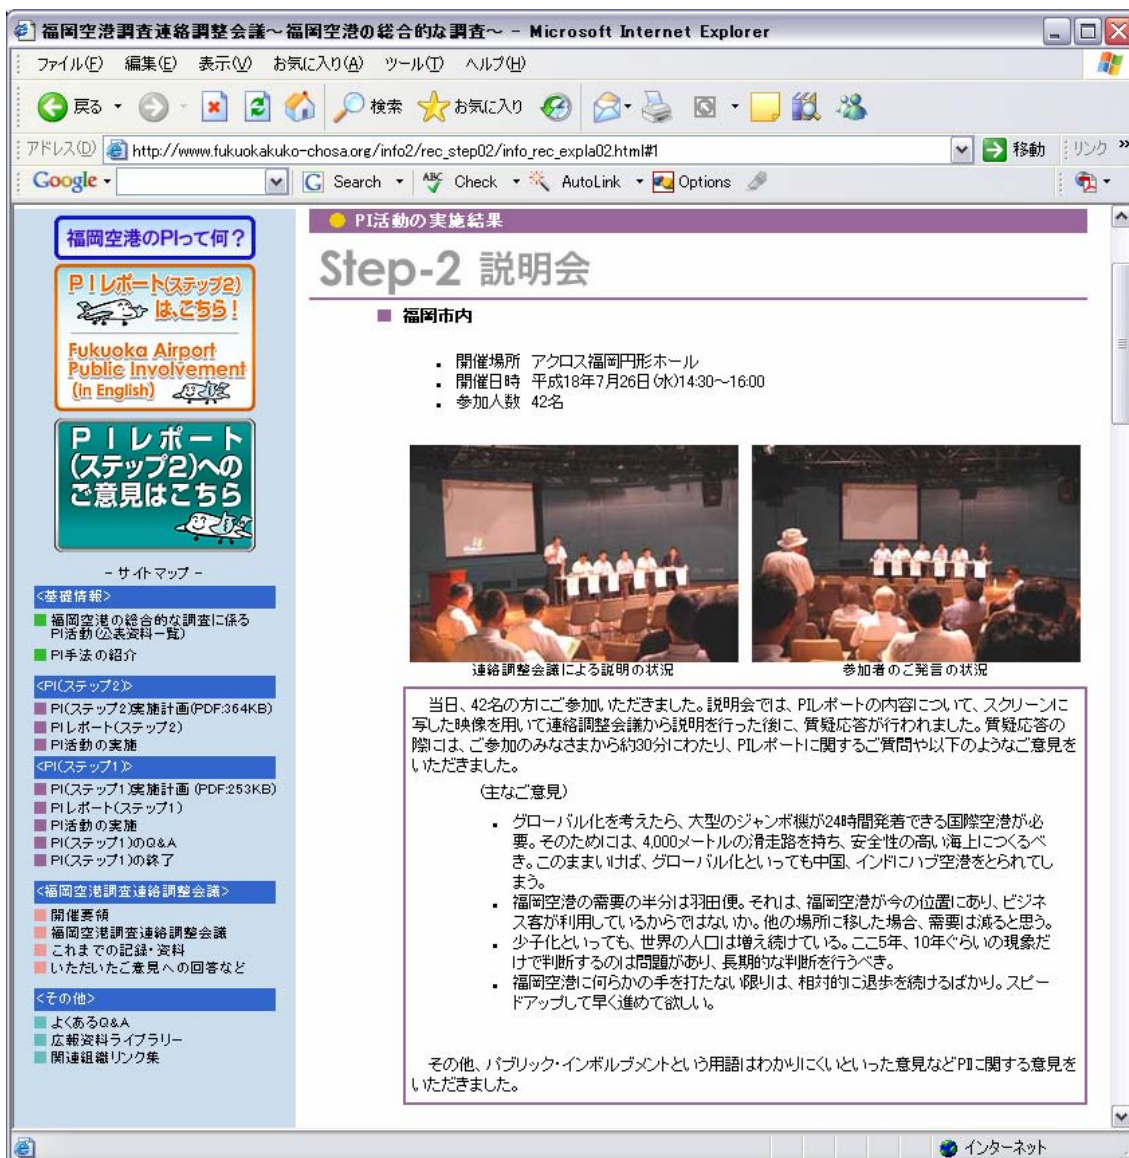 福岡空港調査連絡調整会議～福岡空港の総合的な調査～ - Microsoft Internet Explorer
ファイル(F) 編集(E) 表示(V) お気に入り(A) ツール(T) ヘルプ(H)
戻る 検索 お気に入り
アドレス(D) http://www.fukuokakuko-chosa.org/info2/rec_step02/info_rec_expla02.html#1 移動 リンク »
Google Search ABC Check AutoLink Options
福岡空港のPIって何？
PIレポート(ステップ2)
は、こちら！
Fukuoka Airport
Public Involvement
(in English)
PIレポート
(ステップ2)への
ご意見はこちら
- サイトマップ -
<基礎情報>
福岡空港の総合的な調査に係る
PI活動(公表資料一覧)
PI手法の紹介
<PI(ステップ2)>
PI(ステップ2)実施計画(PDF:364KB)
PIレポート(ステップ2)
PI活動の実施
<PI(ステップ1)>
PI(ステップ1)実施計画 (PDF:253KB)
PIレポート(ステップ1)
PI活動の実施
PI(ステップ1)のQ&A
PI(ステップ1)の終了
<福岡空港調査連絡調整会議>
開催要領
福岡空港調査連絡調整会議
これまでの記録・資料
いただいたご意見への回答など
<その他>
よくあるQ&A
広報資料ライブラリー
関連組織リンク集
PI活動の実施結果
Step-2 説明会
福岡市内
開催場所 アクロス福岡円形ホール
開催日時 平成18年7月26日(水)14:30～16:00
参加人数 42名
連絡調整会議による説明の状況
参加者のご発言の状況
当日、42名の方にご参加いただきました。説明会では、PIレポートの内容について、スクリーンに
写した映像を用いて連絡調整会議から説明を行った後に、質疑応答が行われました。質疑応答の
際には、ご参加のみなさまから約30分にわたり、PIレポートに関するご質問や以下のようなご意見を
いただきました。
(主なご意見)
グローバル化を考えたら、大型のジャンボ機が24時間発着できる国際空港が必
要。そのためには、4,000メートルの滑走路を持ち、安全性の高い海上につくるべ
き。このままいけば、グローバル化といっても中国、インドにハブ空港をとられてし
まう。
福岡空港の需要の半分は羽田便。それは、福岡空港が今の位置にあり、ビジネ
ス客が利用しているからではないか。他の場所に移した場合、需要は減ると思う。
少子化といっても、世界の人口は増え続けている。ここ5年、10年ぐらいの現象だ
けで判断するのは問題があり、長期的な判断を行うべき。
福岡空港に何らかの手を打たない限りは、相対的に退歩を続けるばかり。スピー
ドアップして早く進めて欲しい。
その他、パブリック・インボルブメントという用語はわかりにくいといった意見などPIに関する意見を
いただきました。
インターネット